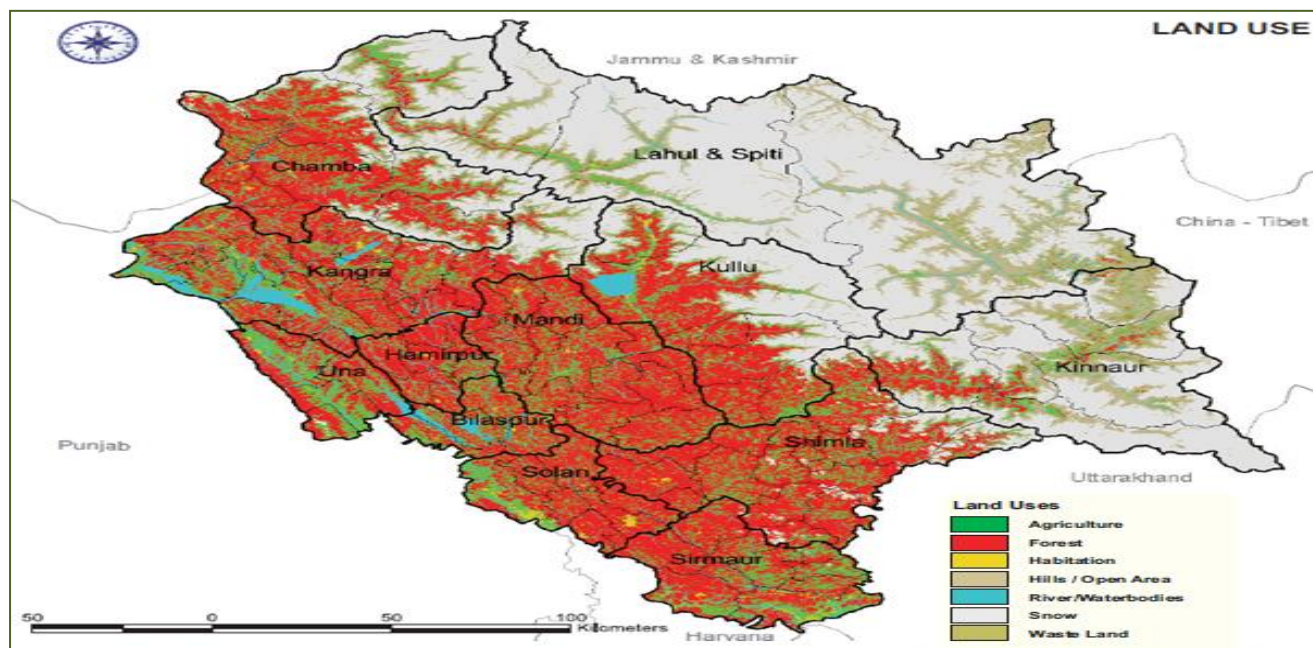 LAND USE
Jammu & Kashmir
Chamba
Lahul & Spiti
China - Tibet
Kangra
Kullu
Mandi
Hamirpur
Una
Kinnaur
Bilaspur
Punjab
Shimla
Solan
Uttarakhand
Sirmaur
Land Uses
Agriculture
Forest
Habitation
Hills / Open Area
River/Waterbodies
Snow
Waste Land
50 0 50 100
Kilometers
Haryana